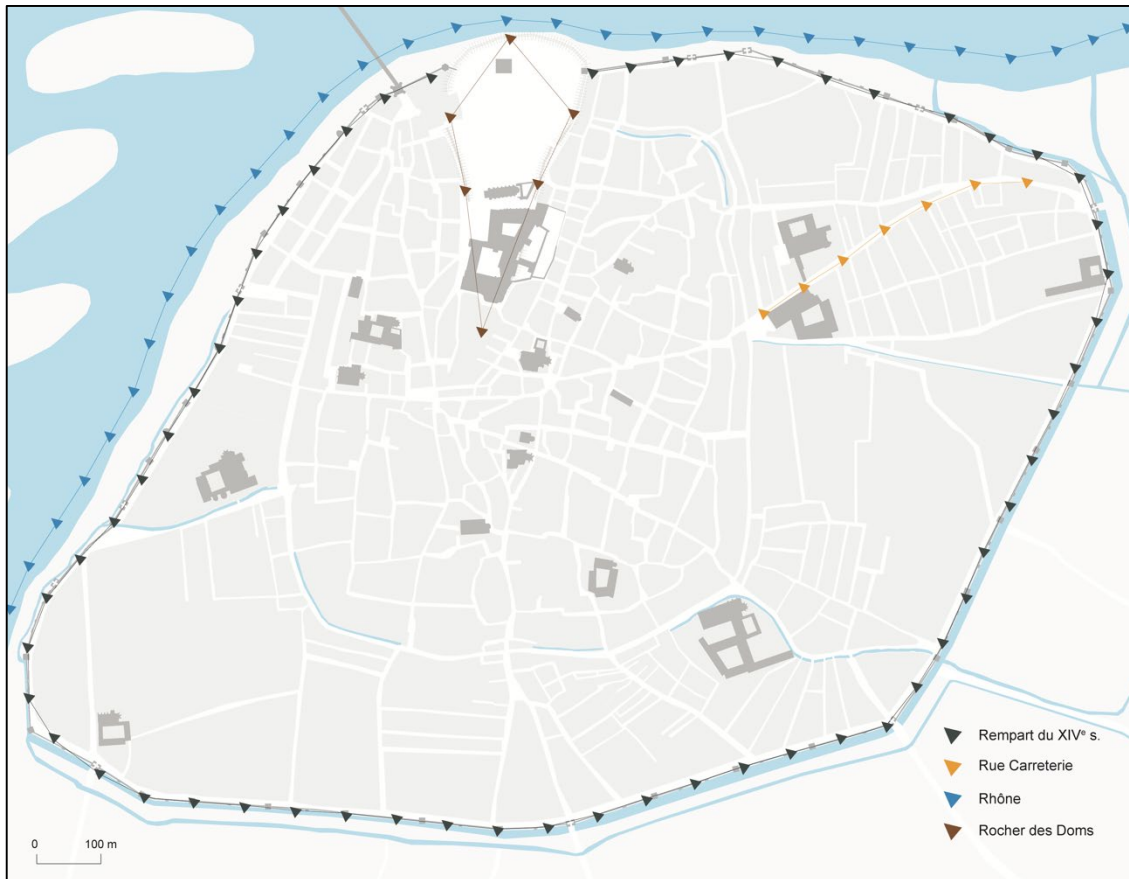 Rempart du XIVᵉ s.
Rue Carreterie
Rhône
Rocher des Doms
0 100 m